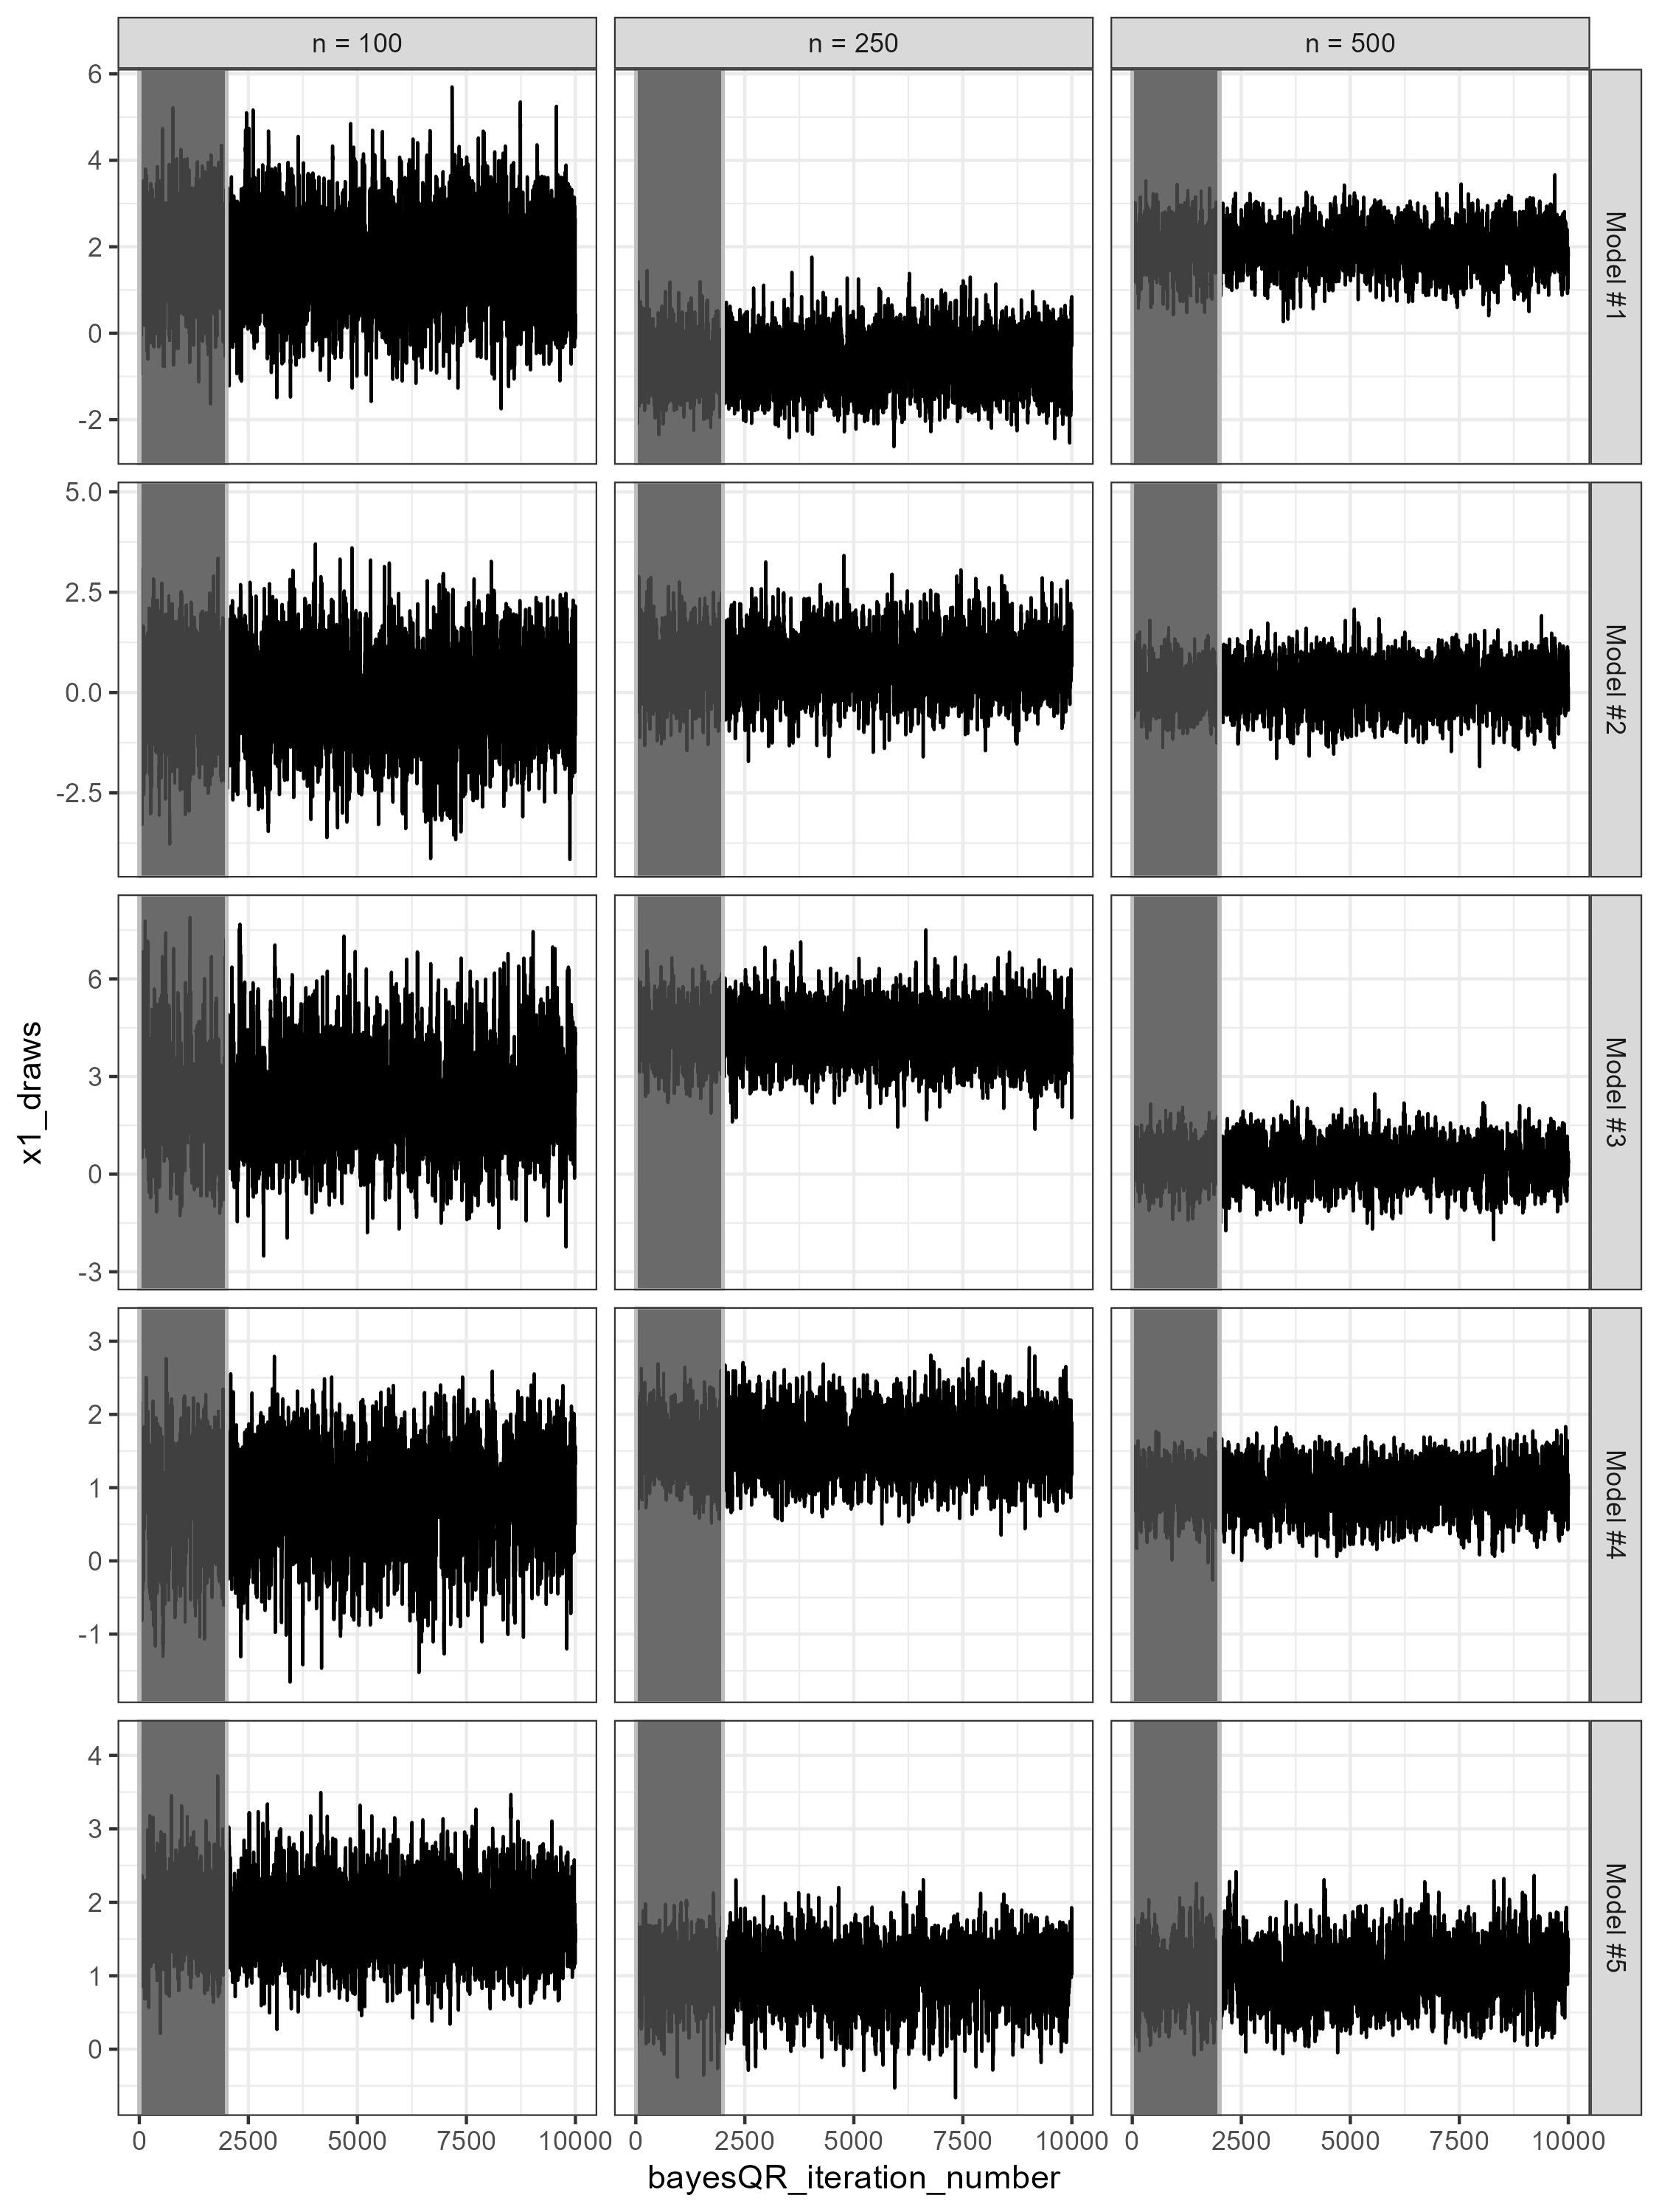 n = 100
n = 250
n = 500
6
4
2
0
-2
Model #1
5.0
2.5
0.0
-2.5
Model #2
6
3
0
-3
Model #3
x1_draws
3
2
1
0
-1
Model #4
4
3
2
1
0
Model #5
0 2500 5000 7500 10000
0 2500 5000 7500 10000
0 2500 5000 7500 10000
bayesQR_iteration_number